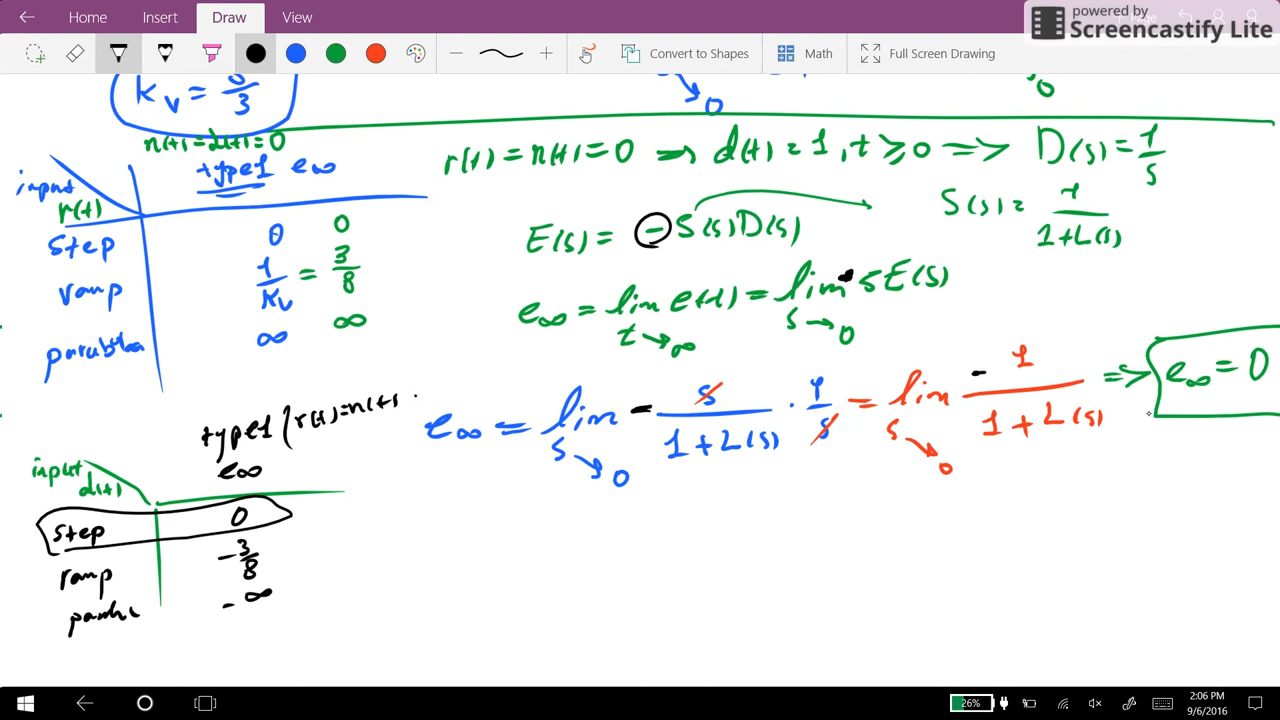 Home Insert Draw View
powered by
Screencastify Lite
Convert to Shapes Math Full Screen Drawing
Kv = 8/3
0
0
n(t)=d(t)=0
type1 e∞
input
r(t)
step 0 0
ramp 1/Kv = 3/8
∞ ∞
r(t)=n(t)=0 → d(t)=1, t≥0 => D(s)=1/s
E(s) = -S(s)D(s)
S(s)= 1/(1+L(s))
e∞ = lim e(t) = lim sE(s)
t→∞ s→0
e∞ = lim - s/(1+L(s)) · 1/s = lim -1/(1+L(s)) => e∞ = 0
s→0 s→0
type1 (r(t)=n(t)
e∞
input
d(t)
step 0
ramp -3/8
-∞
26%
2:06 PM
9/6/2016